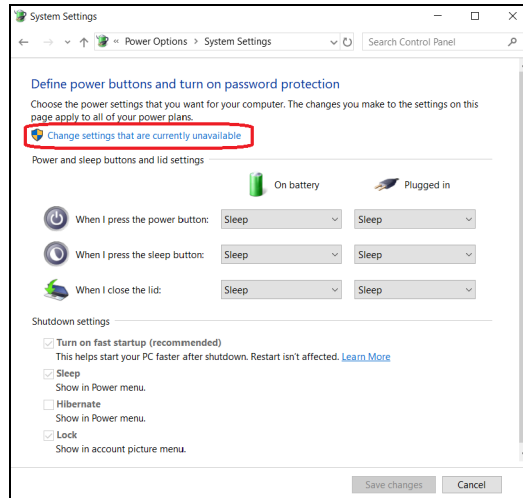 System Settings
« Power Options > System Settings
Search Control Panel
Define power buttons and turn on password protection
Choose the power settings that you want for your computer. The changes you make to the settings on this
page apply to all of your power plans.
Change settings that are currently unavailable
Power and sleep buttons and lid settings
On battery
Plugged in
When I press the power button: Sleep Sleep
When I press the sleep button: Sleep Sleep
When I close the lid: Sleep Sleep
Shutdown settings
Turn on fast startup (recommended)
This helps start your PC faster after shutdown. Restart isn't affected. Learn More
Sleep
Show in Power menu.
Hibernate
Show in Power menu.
Lock
Show in account picture menu.
Save changes
Cancel